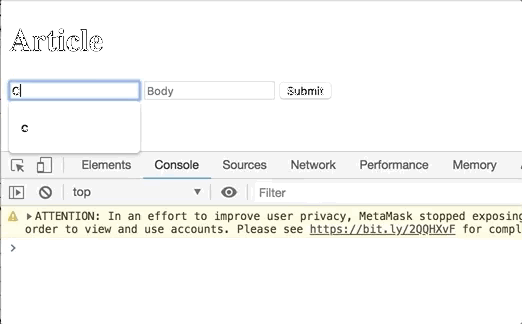 Article
c Body Submit
c
Elements Console Sources Network Performance Memory
top Filter
ATTENTION: In an effort to improve user privacy, MetaMask stopped exposing
order to view and use accounts. Please see https://bit.ly/2QQHXvF for compl